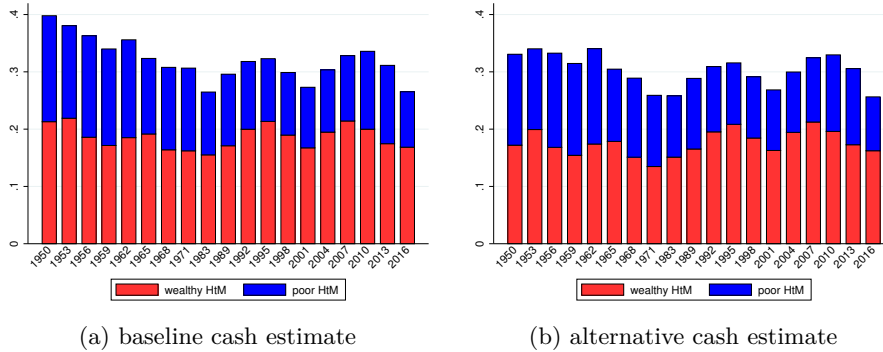 .4
.3
.2
.1
0
1950 1953 1956 1959 1962 1965 1968 1971 1983 1989 1992 1995 1998 2001 2004 2007 2010 2013 2016
wealthy HtM poor HtM
(a) baseline cash estimate
.4
.3
.2
.1
0
1950 1953 1956 1959 1962 1965 1968 1971 1983 1989 1992 1995 1998 2001 2004 2007 2010 2013 2016
wealthy HtM poor HtM
(b) alternative cash estimate